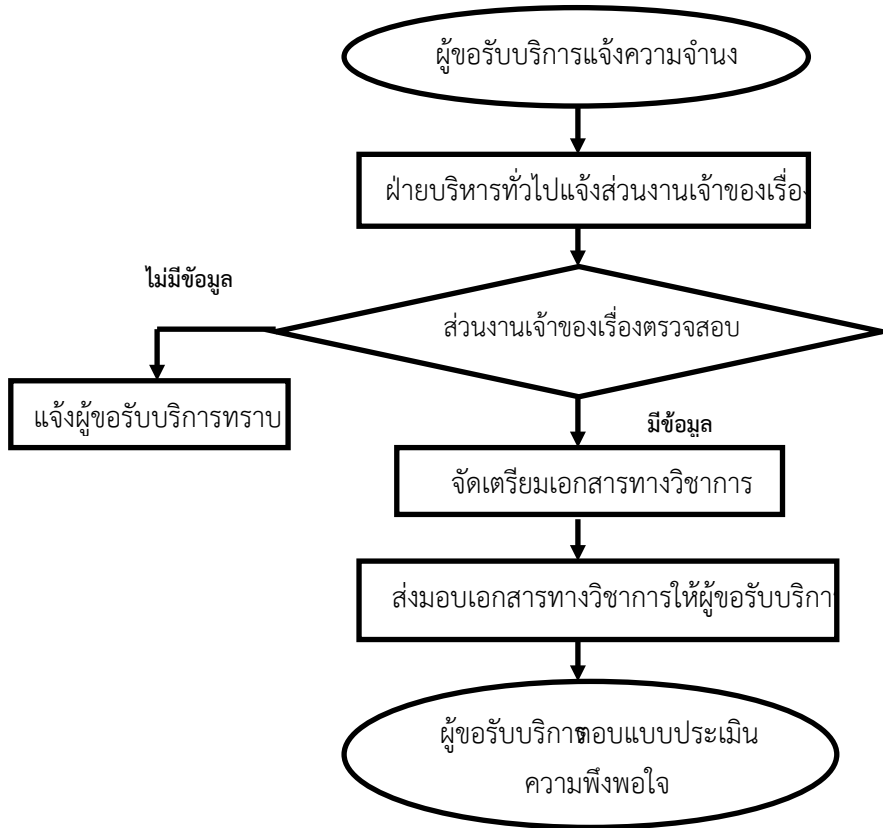 ผู้ขอรับบริการแจ้งความจำนง
ฝ่ายบริหารทั่วไปแจ้งส่วนงานเจ้าของเรื่อง
ไม่มีข้อมูล
ส่วนงานเจ้าของเรื่องตรวจสอบ
แจ้งผู้ขอรับบริการทราบ
มีข้อมูล
จัดเตรียมเอกสารทางวิชาการ
ส่งมอบเอกสารทางวิชาการให้ผู้ขอรับบริกา
ผู้ขอรับบริการตอบแบบประเมิน
ความพึงพอใจ